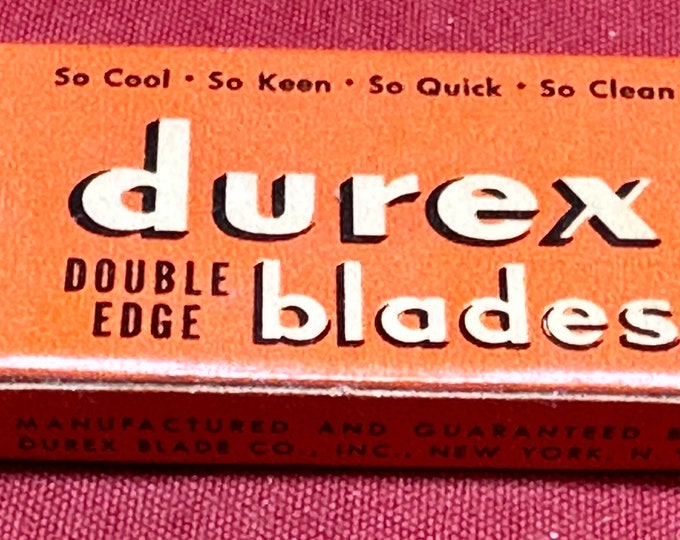 So Cool • So Keen • So Quick • So Clean
durex
DOUBLE EDGE
blades
MANUFACTURED AND GUARANTEED
DUREX BLADE CO., INC., NEW YORK, N.